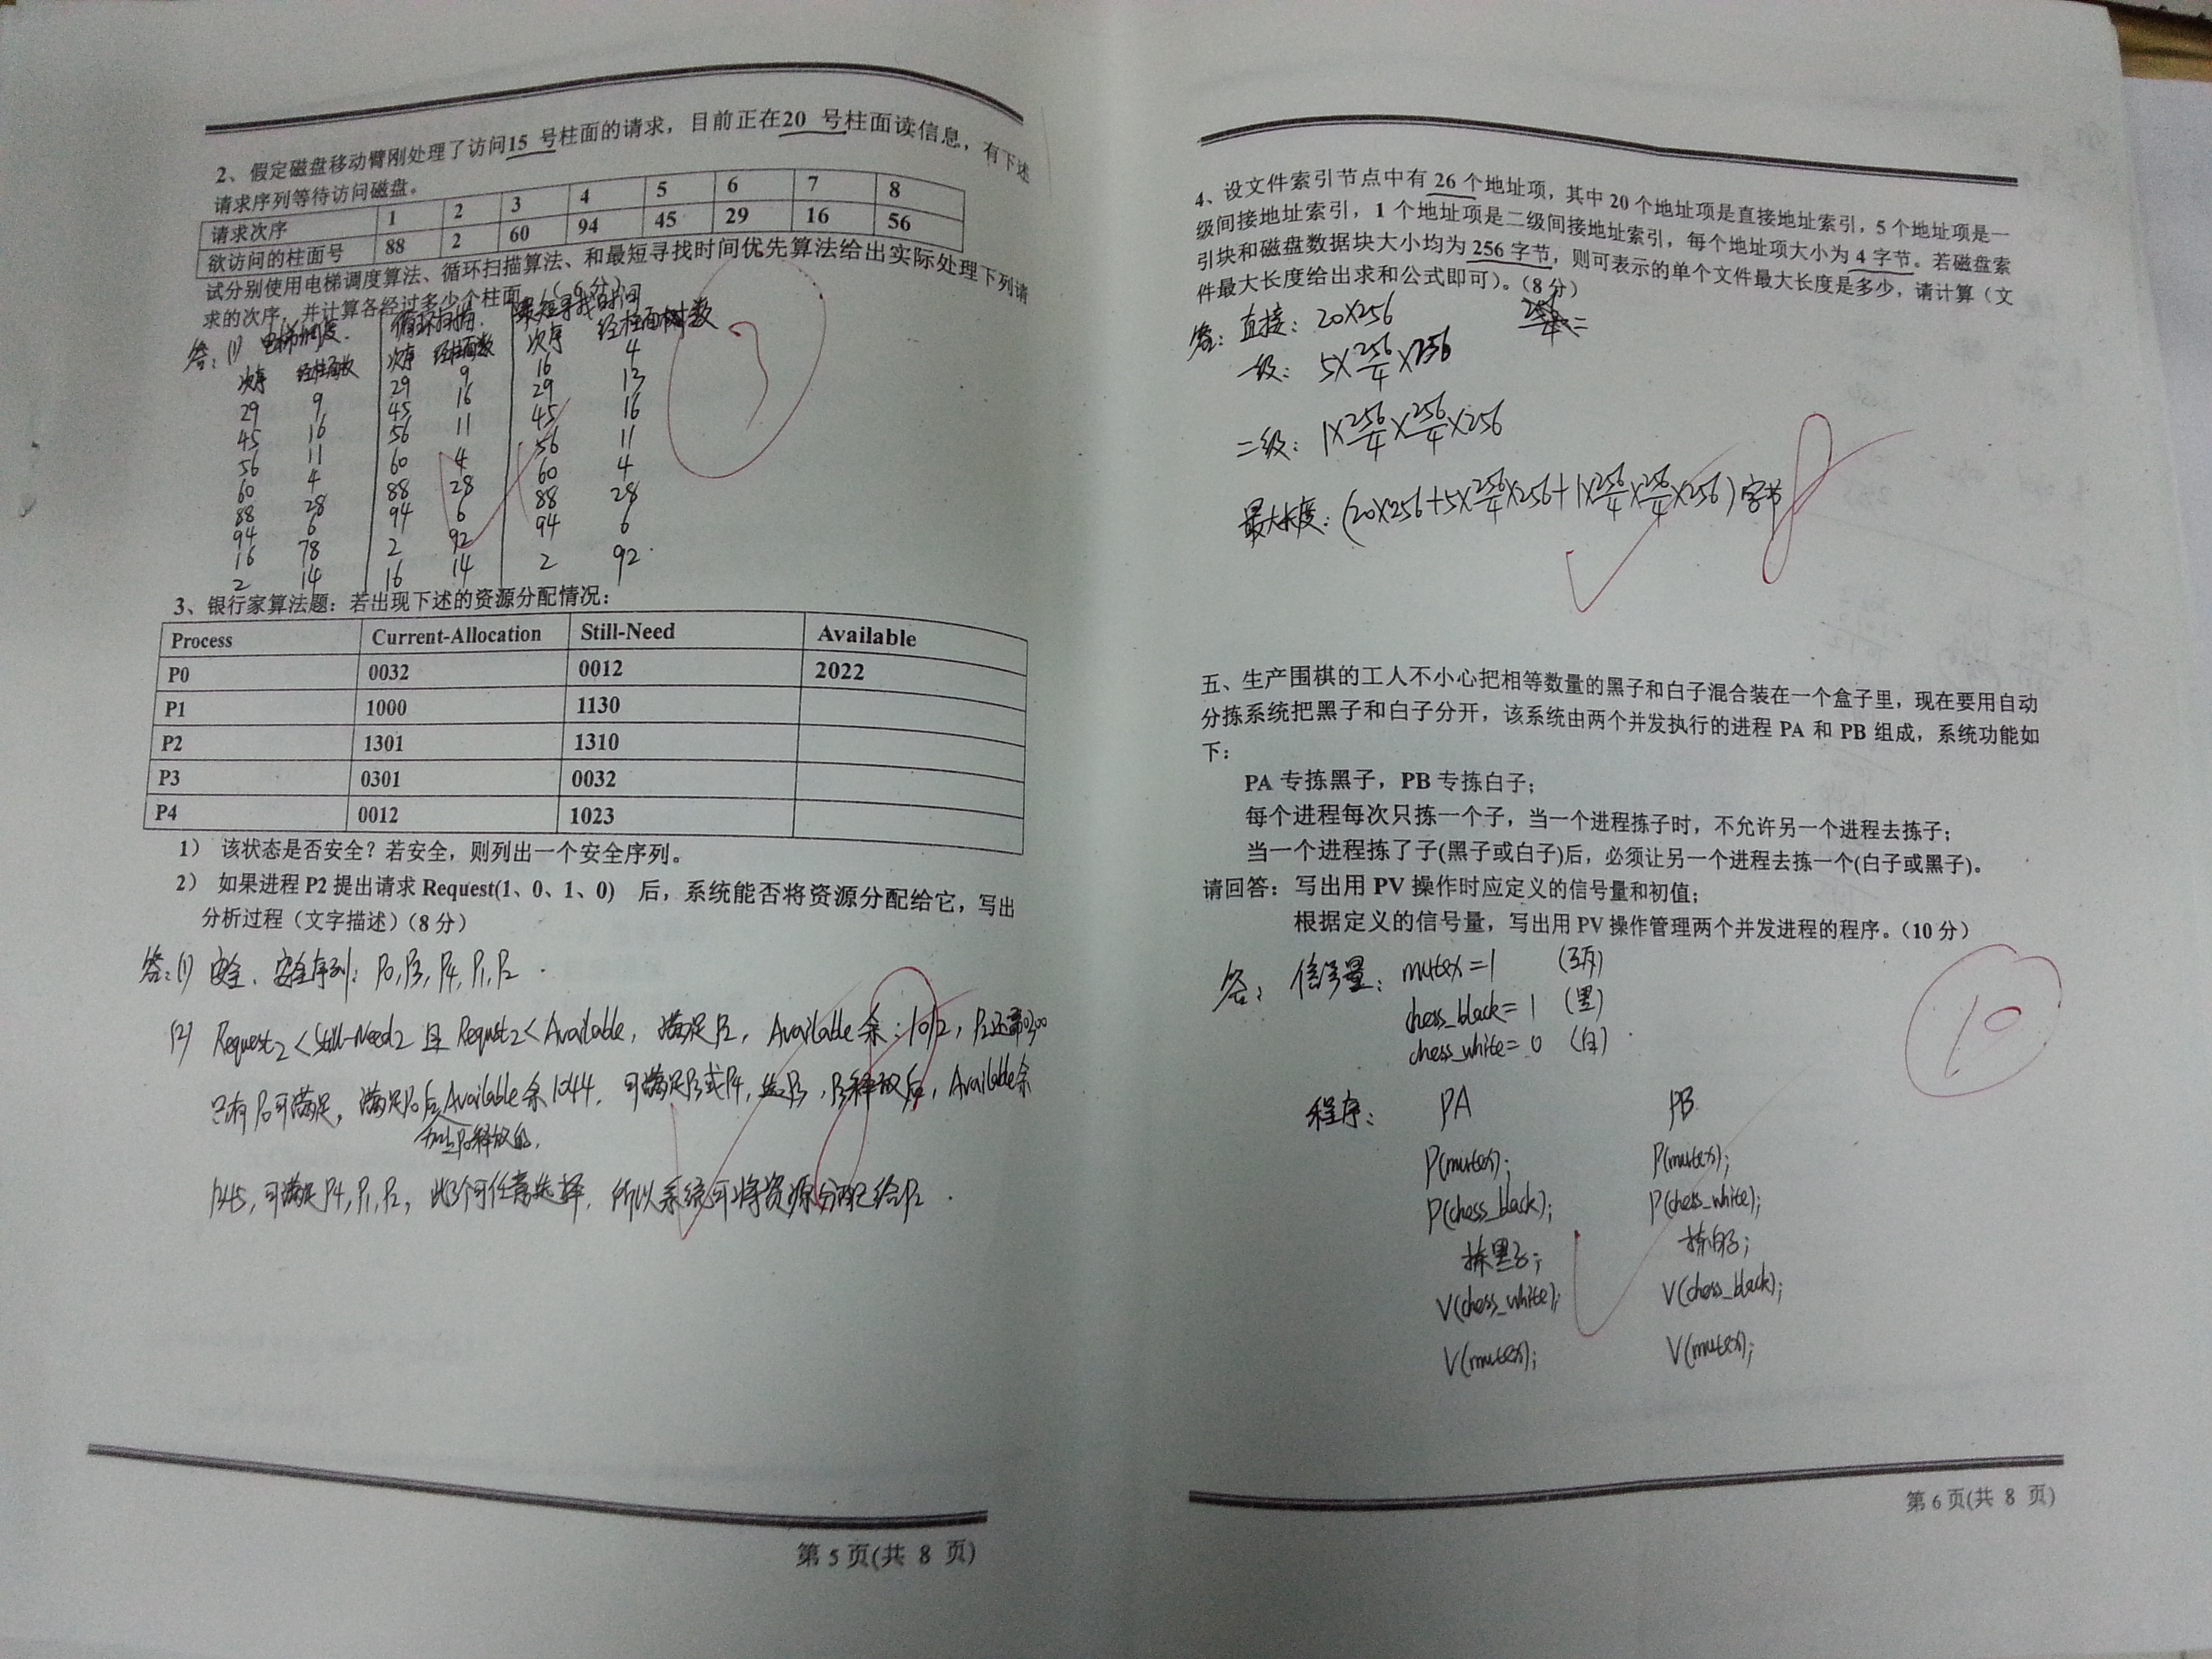 2、假定磁盘移动臂刚处理了访问15 号柱面的请求，目前正在20 号柱面读信息，有下述
请求序列等待访问磁盘。
请求次序 1 2 3 4 5 6 7 8
欲访问的柱面号 88 2 60 94 45 29 16 56
试分别使用电梯调度算法、循环扫描算法、和最短寻找时间优先算法给出实际处理下列请
求的次序，并计算各经过多少个柱面。（6分）
答：(1) 电梯调度. 循环扫描. 最短寻找时间
次序 经柱面数 次序 经柱面数 次序 经柱面数
29 9 29 9 16 4
45 16 45 16 29 13
56 11 56 11 45 16
60 4 60 4 56 11
88 28 88 28 60 4
94 6 94 6 88 28
16 78 2 92 94 6
2 14 16 14 2 92.
3
3、银行家算法题：若出现下述的资源分配情况：
Process Current-Allocation Still-Need Available
P0 0032 0012 2022
P1 1000 1130
P2 1301 1310
P3 0301 0032
P4 0012 1023
1） 该状态是否安全？若安全，则列出一个安全序列。
2） 如果进程 P2 提出请求 Request(1、0、1、0) 后，系统能否将资源分配给它，写出
分析过程（文字描述）（8 分）
答：(1) 安全. 安全序列：P0, P3, P4, P1, P2 .
(2) Request2 < Still-Need2 且 Requst2 < Available，满足P2，Available余：1012，P2还需0300
只有P0可满足，满足P0后Available余1044. 可满足P3或P4，选P3，P3释放后，Available余
加上P0释放的.
1345, 可满足P4, P1, P2，此3个可任意选择. 所以系统可将资源分配给P2 .
8
第 5 页(共 8 页)
4、设文件索引节点中有 26 个地址项，其中 20 个地址项是直接地址索引，5 个地址项是一
级间接地址索引，1 个地址项是二级间接地址索引，每个地址项大小为 4 字节。若磁盘索
引块和磁盘数据块大小均为 256 字节，则可表示的单个文件最大长度是多少，请计算（文
件最大长度给出求和公式即可）。（8 分）
答：直接：20×256
一级：5×256/4×256
二级：1×256/4×256/4×256
最大长度：(20×256+5×256/4×256+1×256/4×256/4×256) 字节
8
五、生产围棋的工人不小心把相等数量的黑子和白子混合装在一个盒子里，现在要用自动
分拣系统把黑子和白子分开，该系统由两个并发执行的进程 PA 和 PB 组成，系统功能如
下：
PA 专拣黑子，PB 专拣白子；
每个进程每次只拣一个子，当一个进程拣子时，不允许另一个进程去拣子；
当一个进程拣了子(黑子或白子)后，必须让另一个进程去拣一个(白子或黑子)。
请回答：写出用 PV 操作时应定义的信号量和初值；
根据定义的信号量，写出用 PV 操作管理两个并发进程的程序。（10 分）
答：信号量：mutex=1 (互斥)
chess_black=1 (黑)
chess_white=0 (白).
10
程序： PA PB
P(mutex); P(mutex);
P(chess_black); P(chess_white);
拣黑子; 拣白子;
V(chess_white); V(chess_black);
V(mutex); V(mutex);
第 6 页(共 8 页)